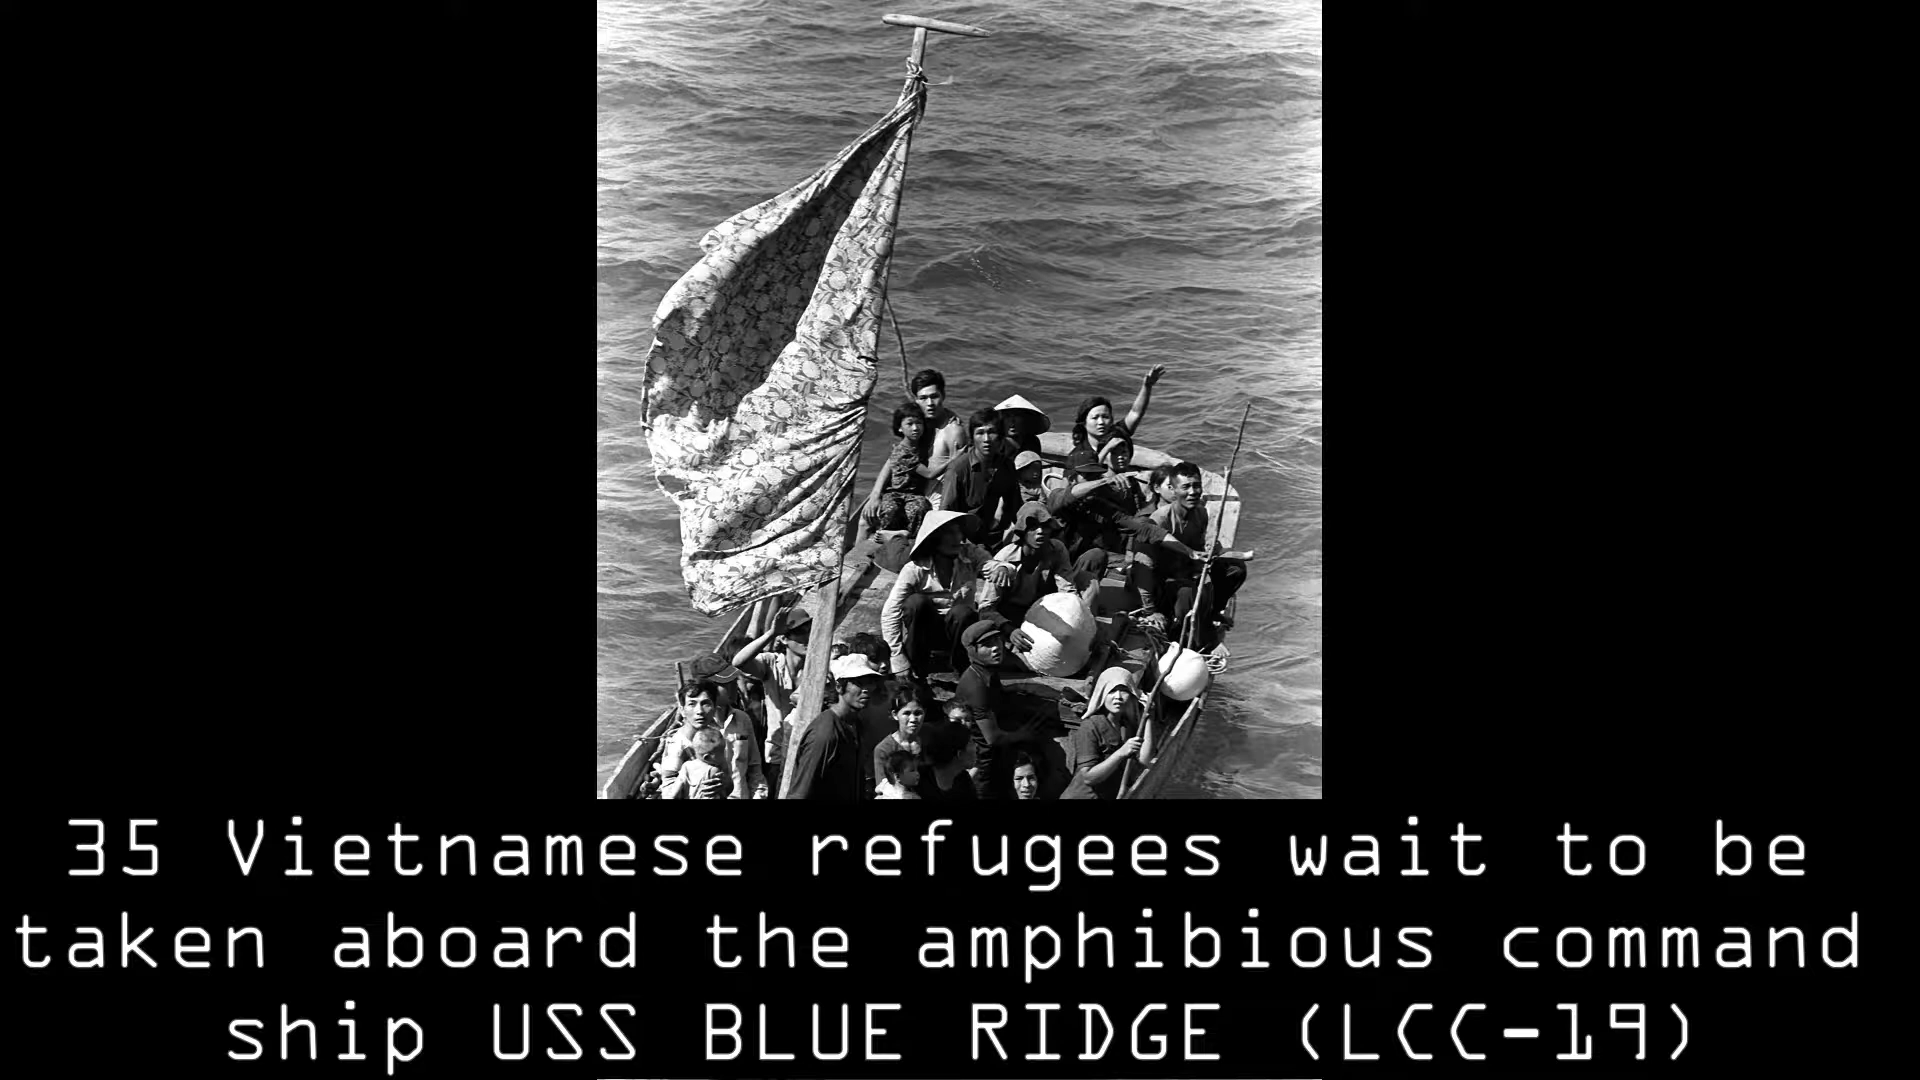 35 Vietnamese refugees wait to be
taken aboard the amphibious command
ship USS BLUE RIDGE (LCC-19)